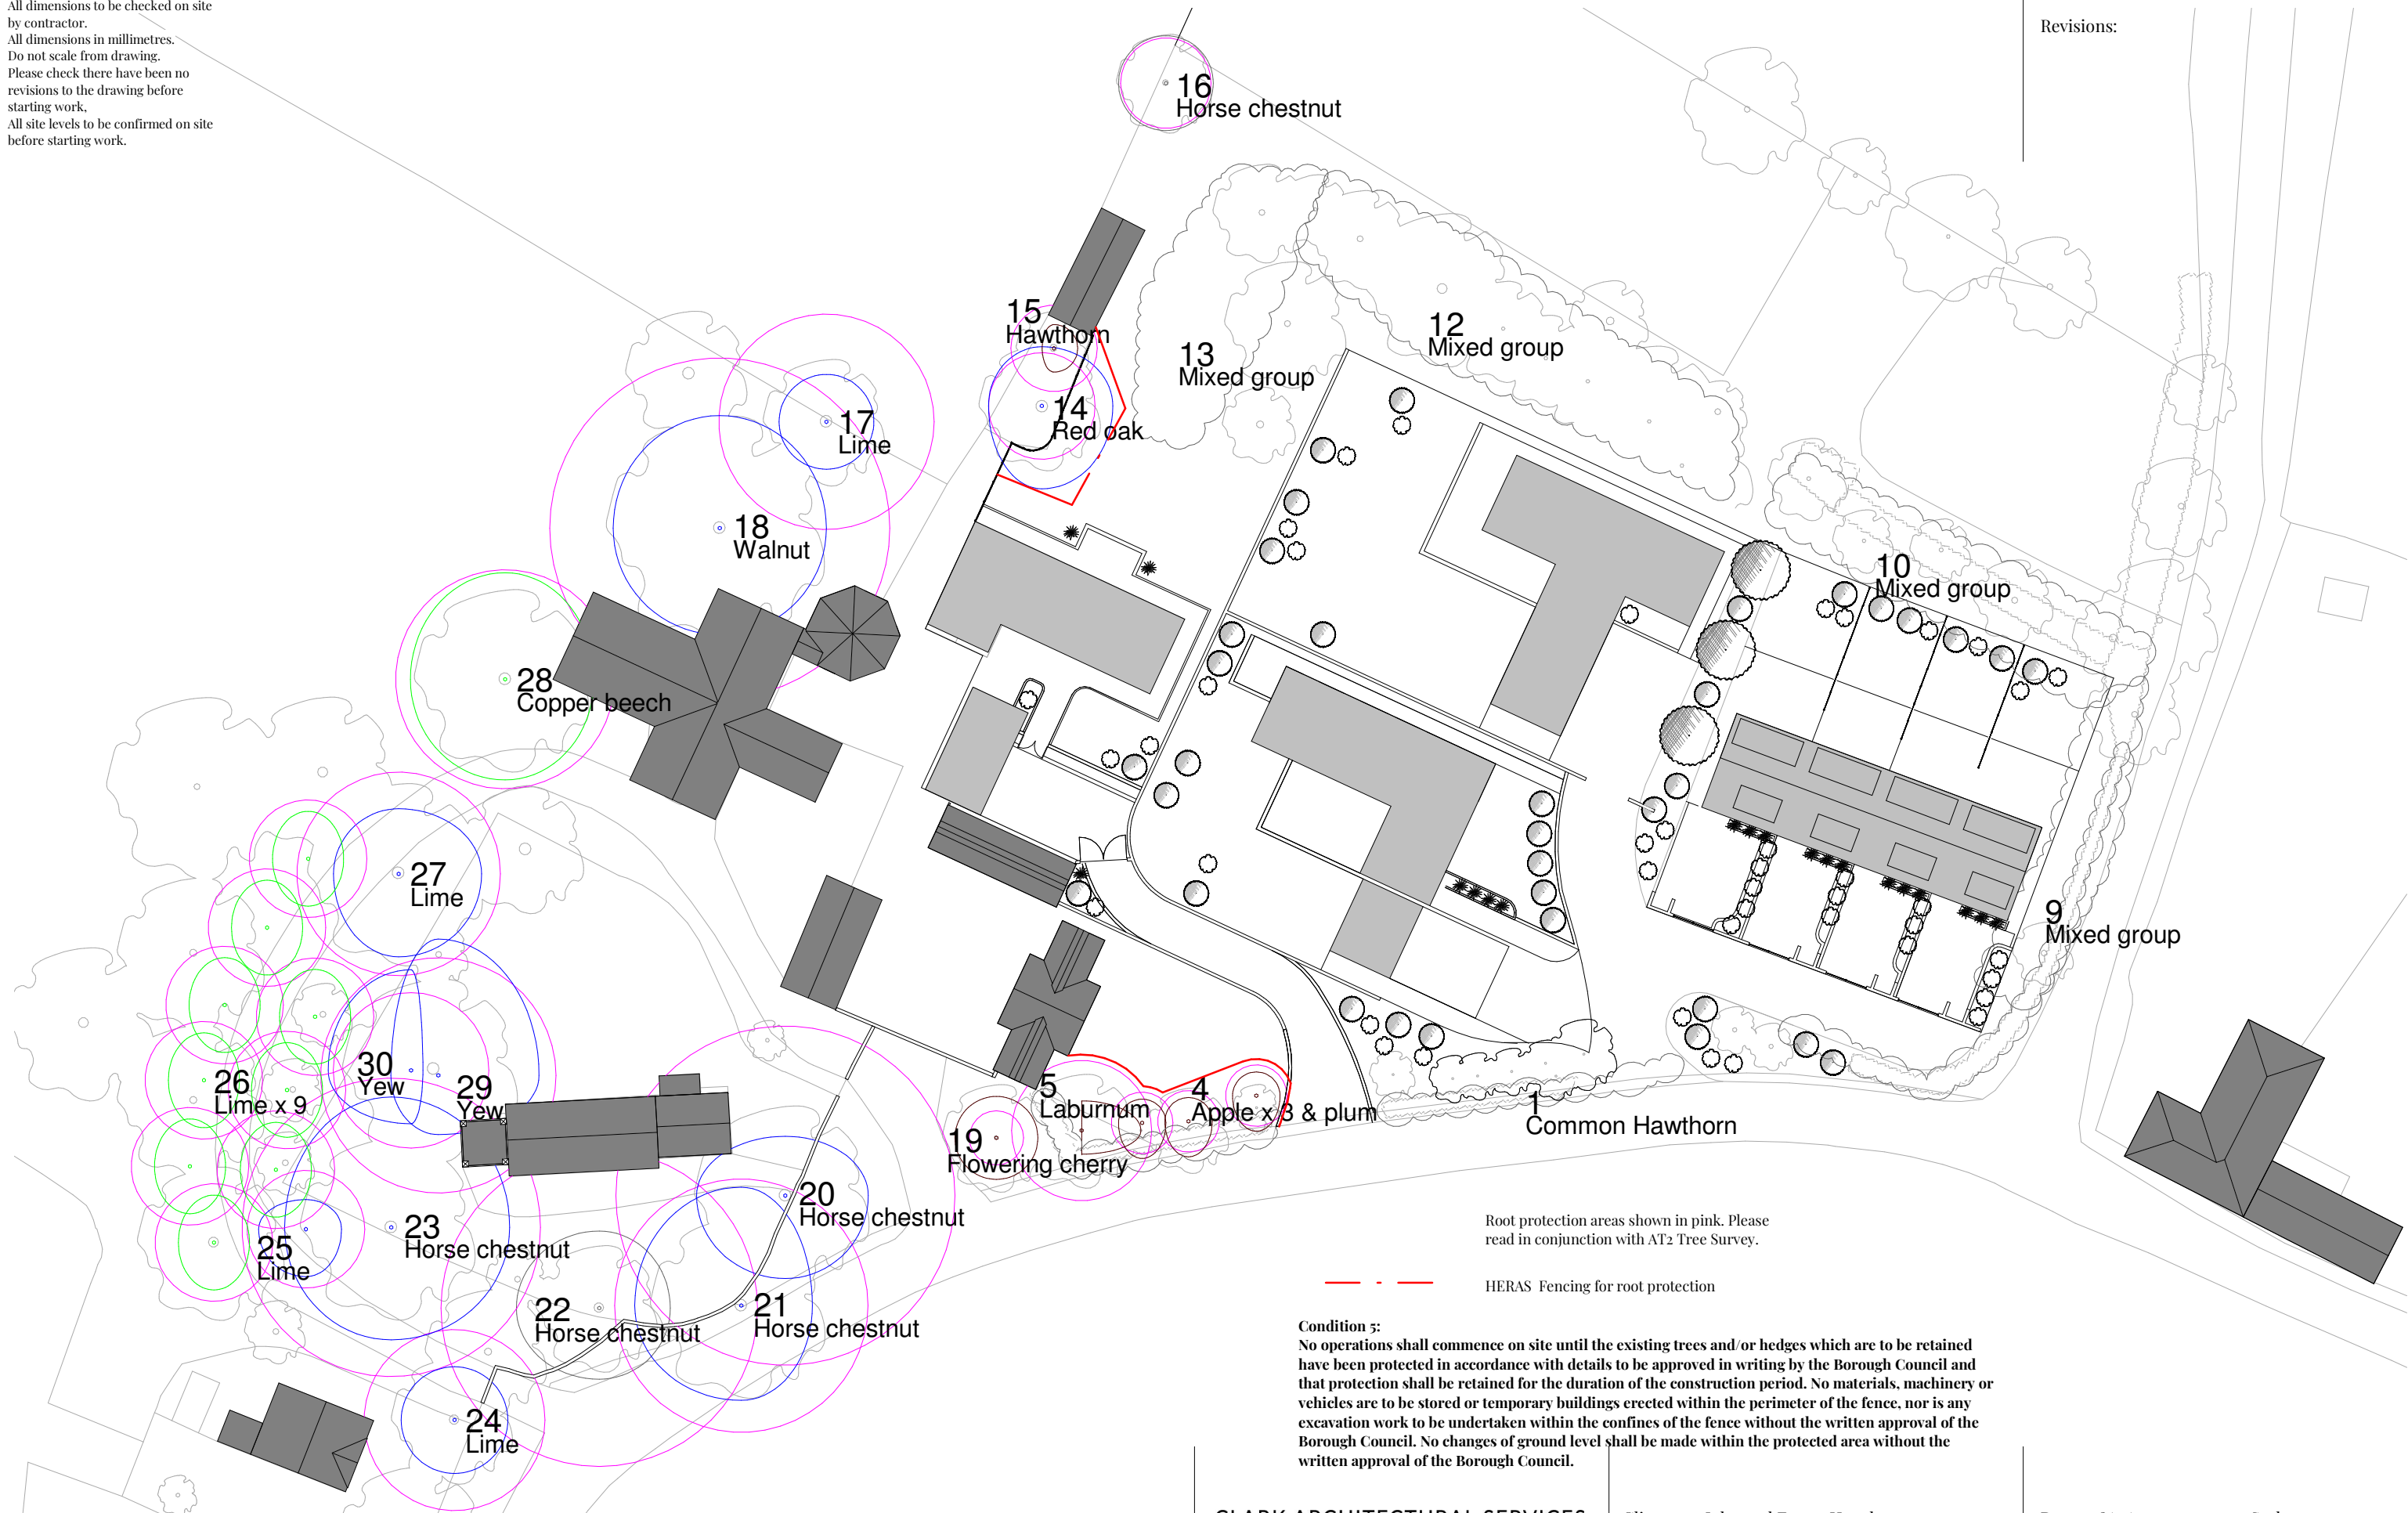 All dimensions to be checked on site
by contractor.
All dimensions in millimetres.
Do not scale from drawing.
Please check there have been no
revisions to the drawing before
starting work,
All site levels to be confirmed on site
before starting work.
Revisions:
16
Horse chestnut
15
Hawthorn
14
Red oak
13
Mixed group
12
Mixed group
17
Lime
18
Walnut
10
Mixed group
28
Copper beech
27
Lime
9
Mixed group
30
Yew
29
Yew
26
Lime x 9
5
Laburnum
4
Apple x 3 & plum
1
Common Hawthorn
19
Flowering cherry
20
Horse chestnut
23
Horse chestnut
25
Lime
22
Horse chestnut
21
Horse chestnut
24
Lime
Root protection areas shown in pink. Please
read in conjunction with AT2 Tree Survey.
HERAS Fencing for root protection
Condition 5:
No operations shall commence on site until the existing trees and/or hedges which are to be retained
have been protected in accordance with details to be approved in writing by the Borough Council and
that protection shall be retained for the duration of the construction period. No materials, machinery or
vehicles are to be stored or temporary buildings erected within the perimeter of the fence, nor is any
excavation work to be undertaken within the confines of the fence without the written approval of the
Borough Council. No changes of ground level shall be made within the protected area without the
written approval of the Borough Council.
CLARK ARCHITECTURAL SERVICES